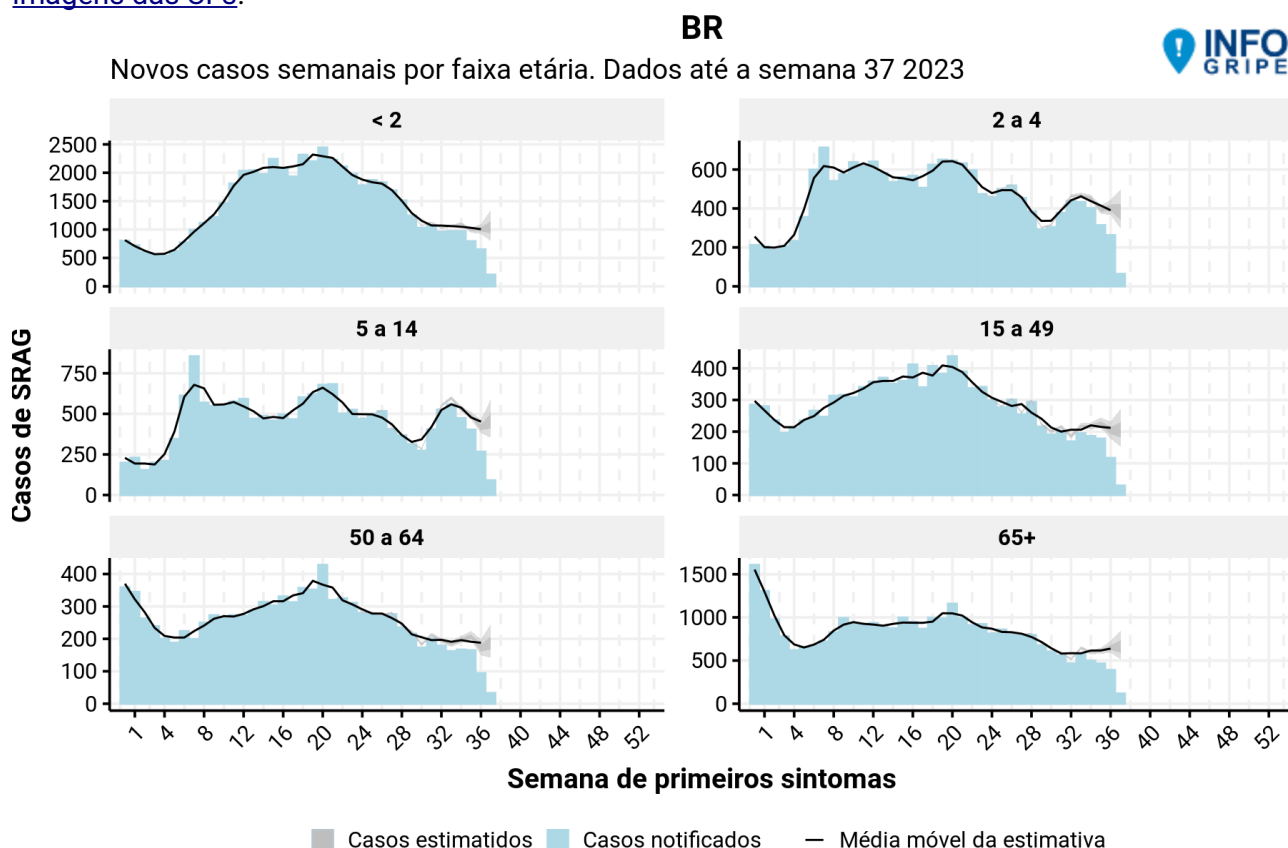 imagens das UFs.
BR
INFO
GRIPE
Novos casos semanais por faixa etária. Dados até a semana 37 2023
< 2
2 a 4
2500
2000
1500
1000
500
0
600
400
200
0
5 a 14
15 a 49
750
500
250
0
400
300
200
100
0
50 a 64
65+
400
300
200
100
0
1500
1000
500
0
Casos de SRAG
1 4 8 12 16 20 24 28 32 36 40 44 48 52
1 4 8 12 16 20 24 28 32 36 40 44 48 52
Semana de primeiros sintomas
Casos estimatidos Casos notificados Média móvel da estimativa